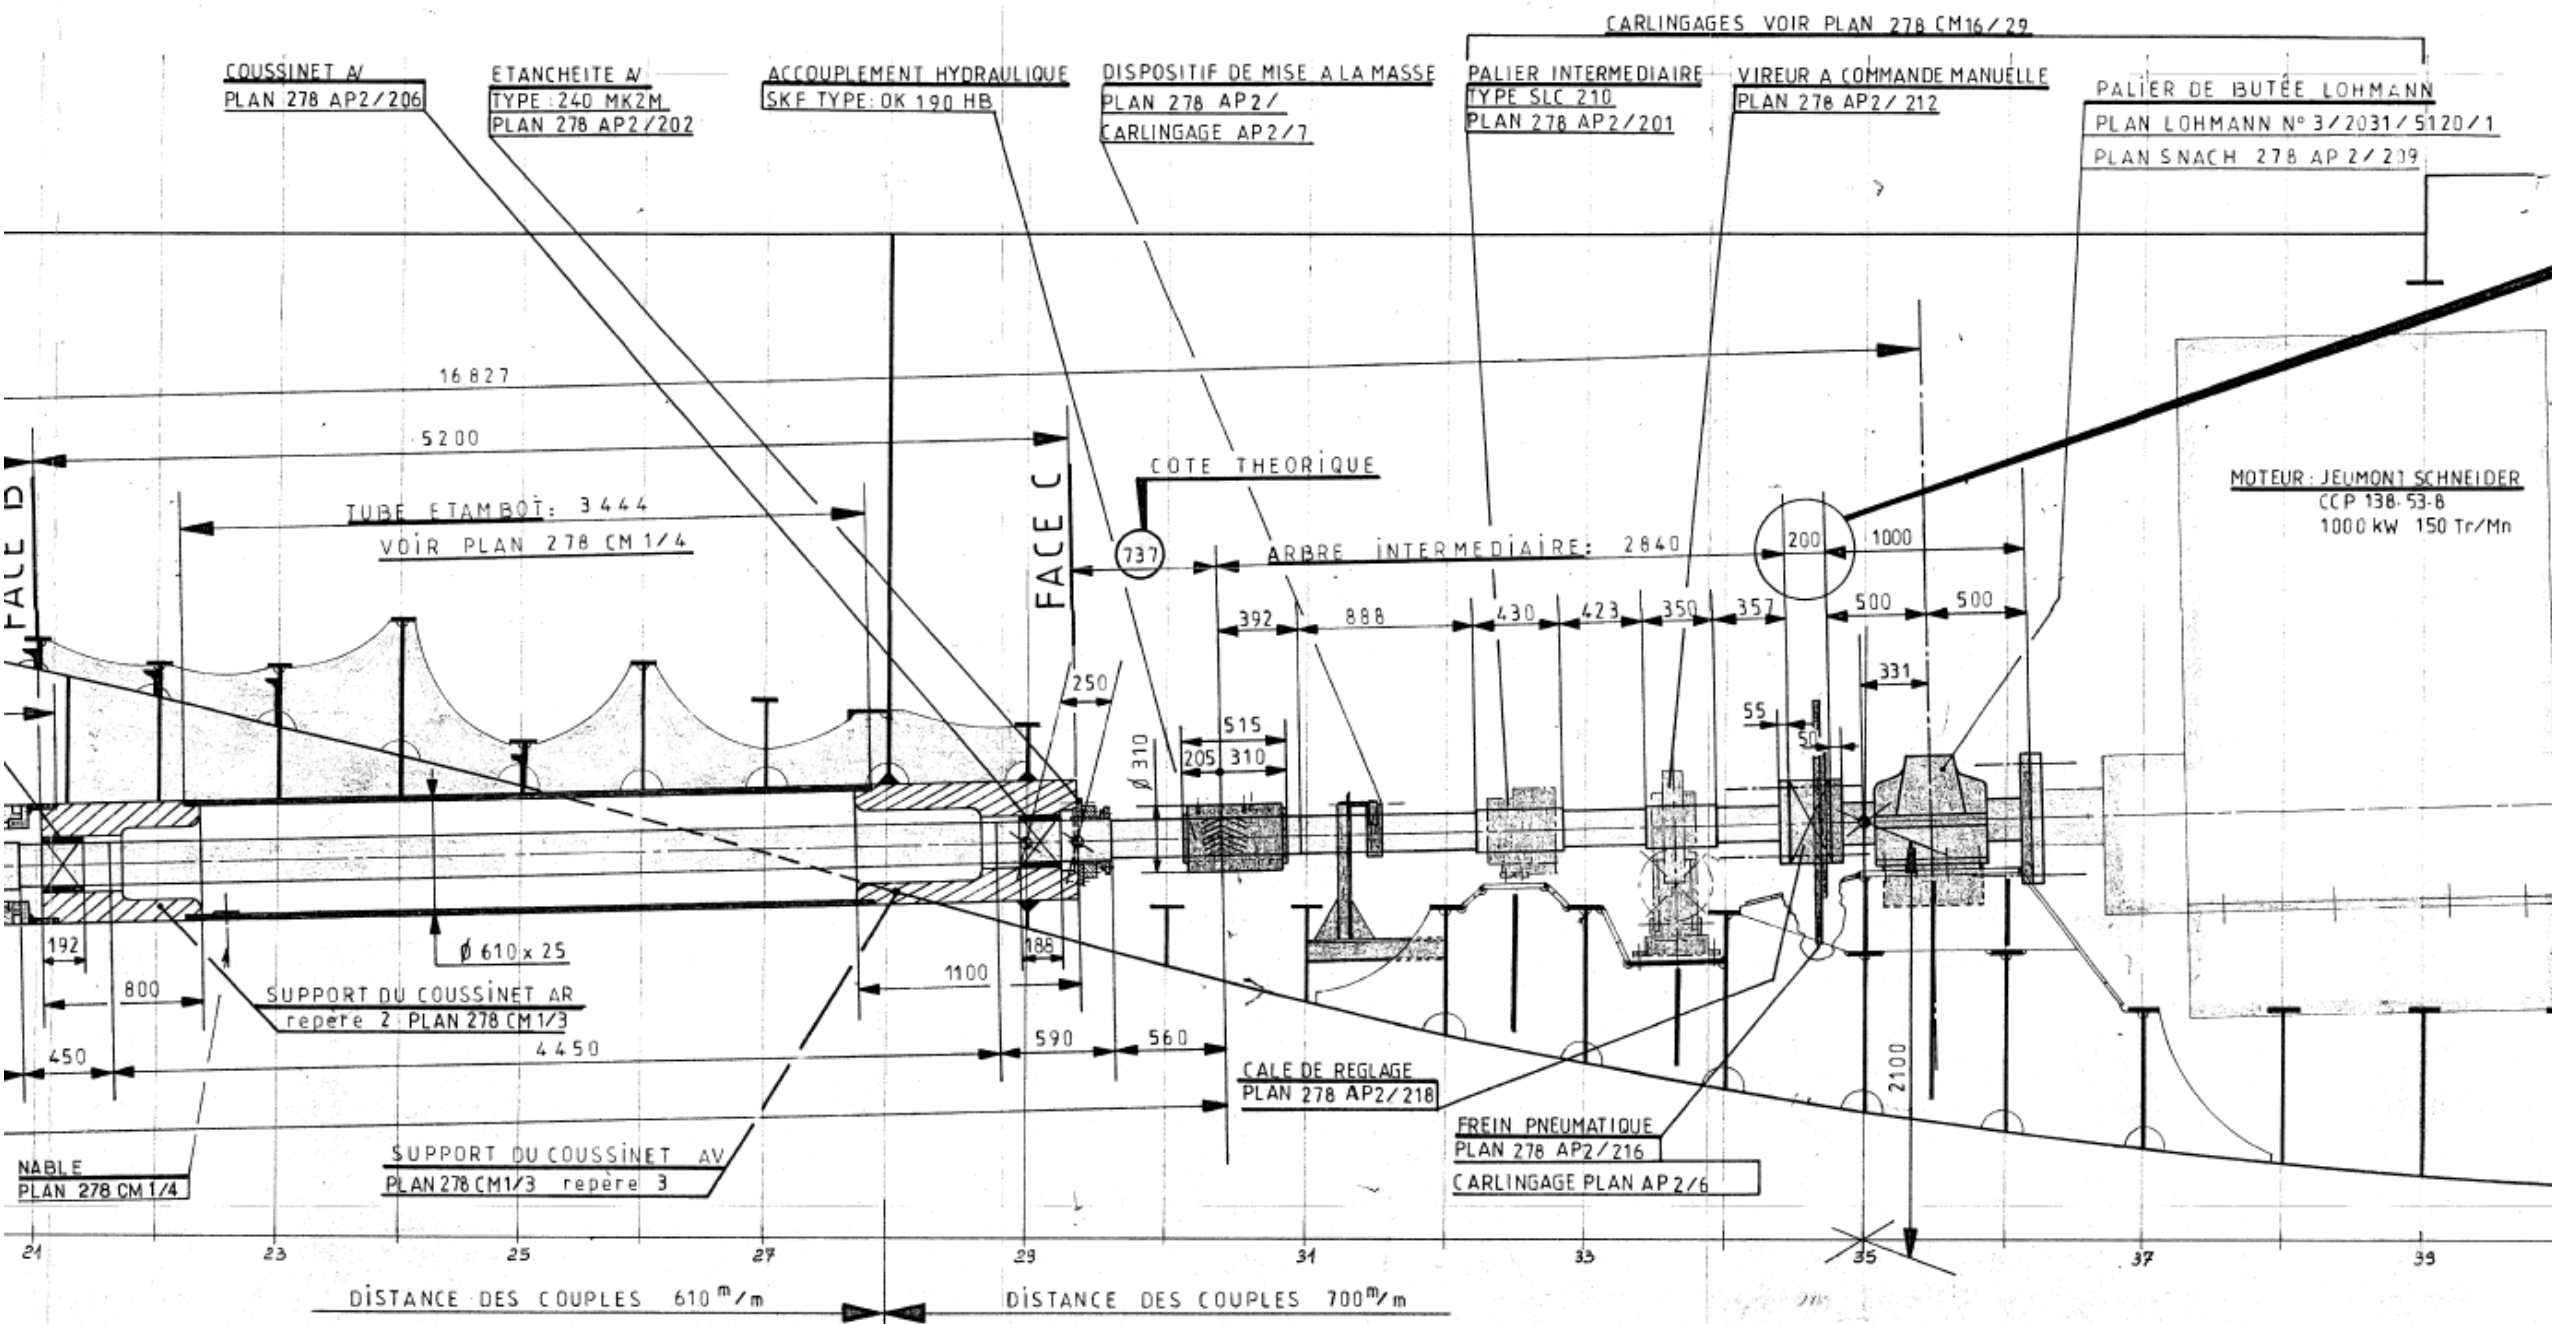 CARLINGAGES VOIR PLAN 278 CM16/29
COUSSINET A/
PLAN 278 AP2/206
ETANCHEITE A/
TYPE: 240 MK2M
PLAN 278 AP2/202
ACCOUPLEMENT HYDRAULIQUE
SKF TYPE: OK 190 HB
DISPOSITIF DE MISE A LA MASSE
PLAN 278 AP2/
CARLINGAGE AP2/7
PALIER INTERMEDIAIRE
TYPE SLC 210
PLAN 278 AP2/201
VIREUR A COMMANDE MANUELLE
PLAN 278 AP2/212
PALIER DE BUTÉE LOHMANN
PLAN LOHMANN N° 3/2031/5120/1
PLAN SNACH 278 AP 2/209
16 827
5200
FACE B
TUBE ETAMBOT: 3444
VOIR PLAN 278 CM 1/4
FACE C
COTE THEORIQUE
737
ARBRE INTERMEDIAIRE: 2840
200
1000
MOTEUR: JEUMONT SCHNEIDER
CCP 138-53-8
1000 kW 150 Tr/Mn
392
888
430
423
350
357
500
500
250
331
515
205
310
Ø 310
55
50
192
800
Ø 610 x 25
188
1100
SUPPORT DU COUSSINET AR
repère 2 PLAN 278 CM 1/3
450
4450
590
560
CALE DE REGLAGE
PLAN 278 AP2/218
2100
FREIN PNEUMATIQUE
PLAN 278 AP2/216
CARLINGAGE PLAN AP 2/6
NABLE
PLAN 278 CM 1/4
SUPPORT DU COUSSINET AV
PLAN 278 CM1/3 repère 3
21
23
25
27
29
31
33
35
37
39
DISTANCE DES COUPLES 610 m/m
DISTANCE DES COUPLES 700 m/m